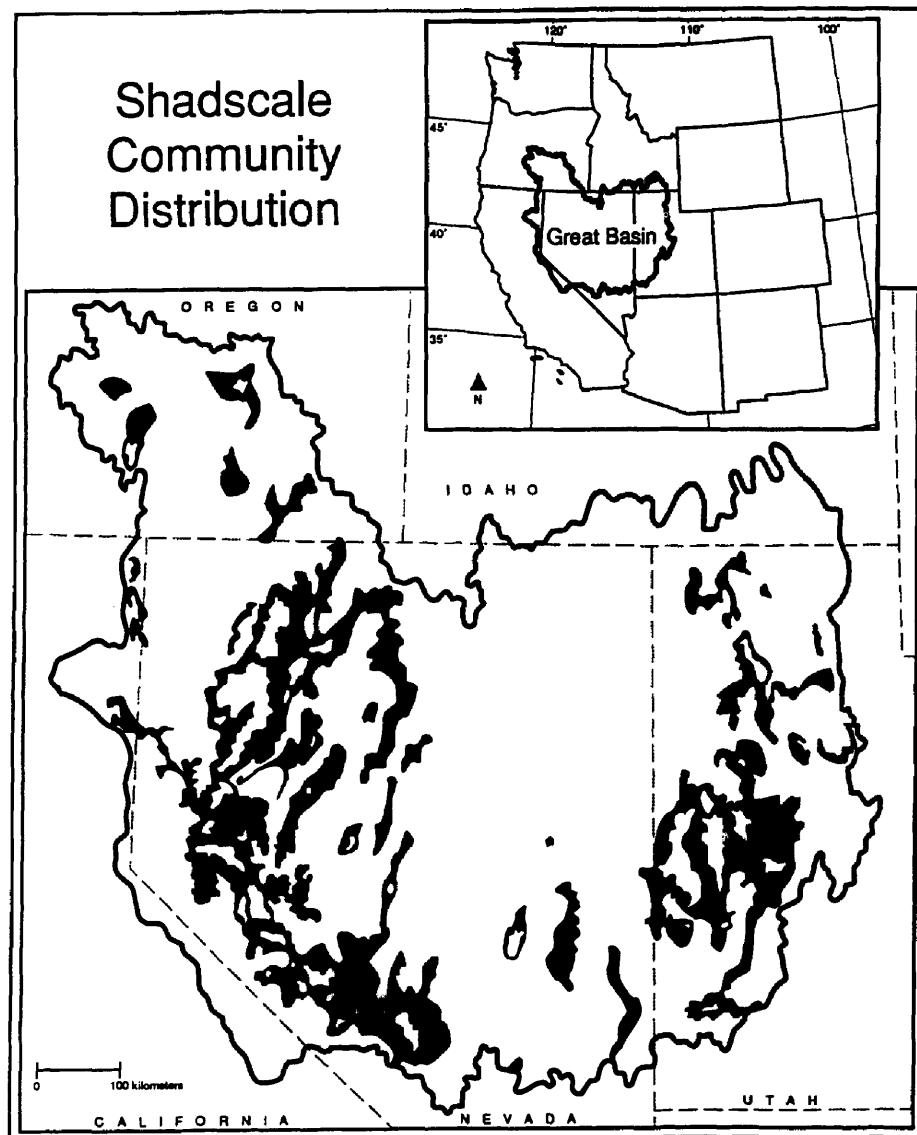 Shadscale
Community
Distribution
120°
110°
100°
45°
40°
35°
Great Basin
N
OREGON
IDAHO
0
100 kilometers
CALIFORNIA
NEVADA
UTAH